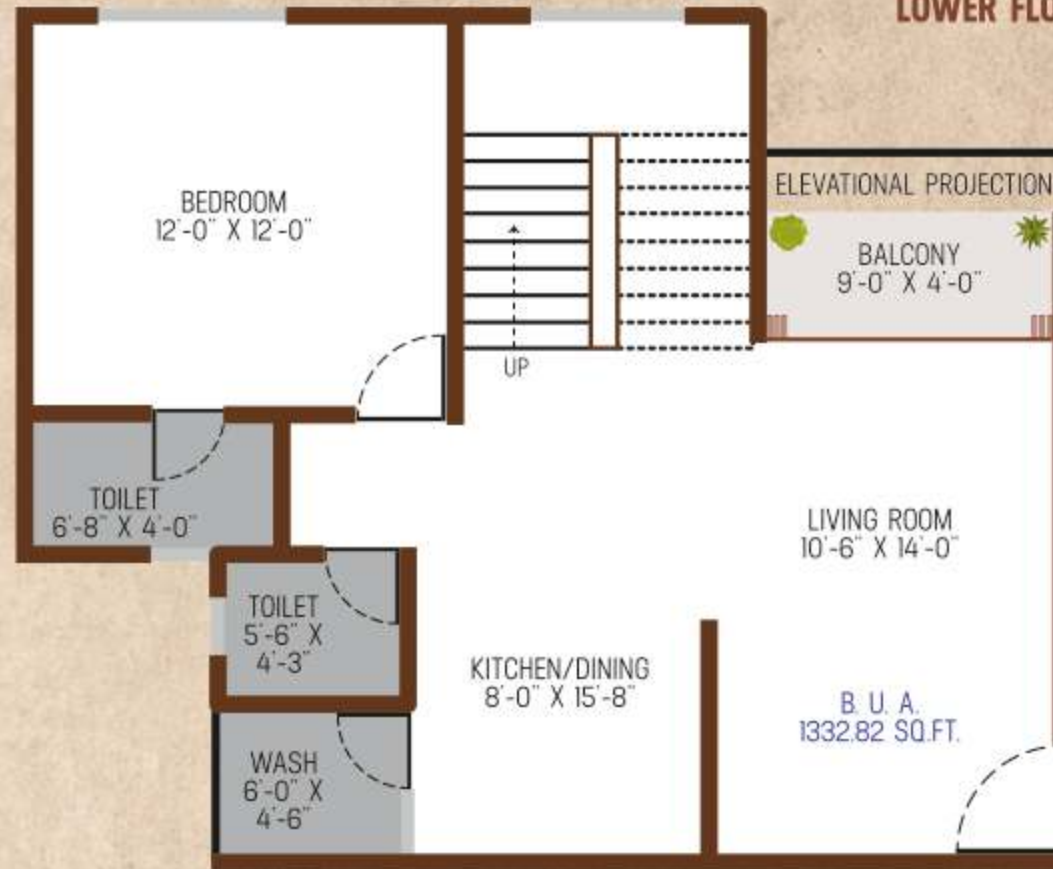 LOWER FLO
BEDROOM
12'-0" X 12'-0"
ELEVATIONAL PROJECTION
BALCONY
9'-0" X 4'-0"
UP
TOILET
6'-8" X 4'-0"
LIVING ROOM
10'-6" X 14'-0"
TOILET
5'-6" X
4'-3"
KITCHEN/DINING
8'-0" X 15'-8"
B. U. A.
1332.82 SQ.FT.
WASH
6'-0" X
4'-6"